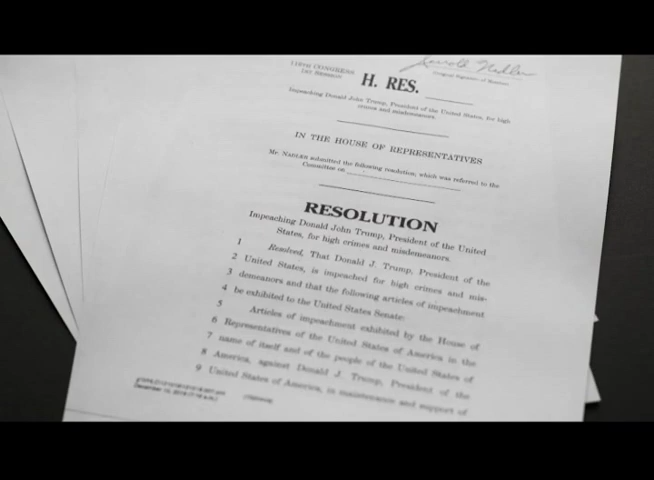 116TH CONGRESS
1ST SESSION
H. RES.
Impeaching Donald John Trump, President of the United States, for high
crimes and misdemeanors.
IN THE HOUSE OF REPRESENTATIVES
Mr. NADLER submitted the following resolution; which was referred to the
Committee on
RESOLUTION
Impeaching Donald John Trump, President of the United
States, for high crimes and misdemeanors.
1 Resolved, That Donald J. Trump, President of the
2 United States, is impeached for high crimes and mis-
3 demeanors and that the following articles of impeachment
4 be exhibited to the United States Senate:
5 Articles of impeachment exhibited by the House of
6 Representatives of the United States of America in the
7 name of itself and of the people of the United States of
8 America, against Donald J. Trump, President of the
9 United States of America, in maintenance and support of